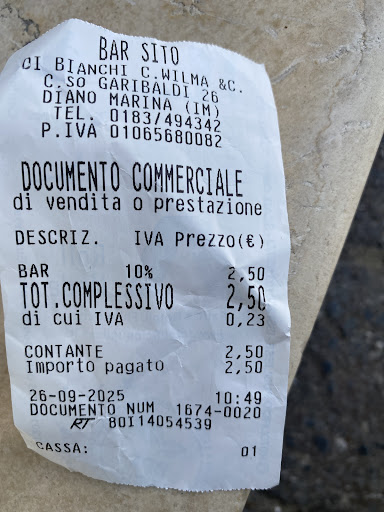 BAR SITO
DI BIANCHI C.WILMA &C.
C.SO GARIBALDI 26
DIANO MARINA (IM)
TEL. 0183/494342
P.IVA 01065680082
DOCUMENTO COMMERCIALE
di vendita o prestazione
DESCRIZ. IVA Prezzo(€)
BAR 10% 2,50
TOT.COMPLESSIVO 2,50
di cui IVA 0,23
CONTANTE 2,50
Importo pagato 2,50
26-09-2025 10:49
DOCUMENTO NUM 1674-0020
RT 80I14054539
CASSA: 01